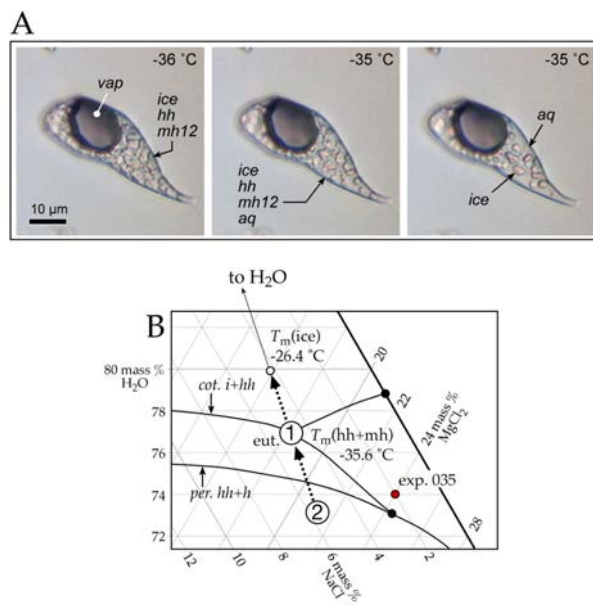 A
-36 ˚C
vap
ice
hh
mh12
10 µm
-35 ˚C
ice
hh
mh12
aq
-35 ˚C
aq
ice
to H₂O
B
Tₘ(ice)
-26.4 ˚C
80 mass %
H₂O
20
cot. i+hh
22
78
1
eut.
Tₘ(hh+mh)
-35.6 ˚C
24 mass %
MgCl₂
76
per. hh+h
exp. 035
74
2
72
28
12
10
8
6 mass %
NaCl
4
2